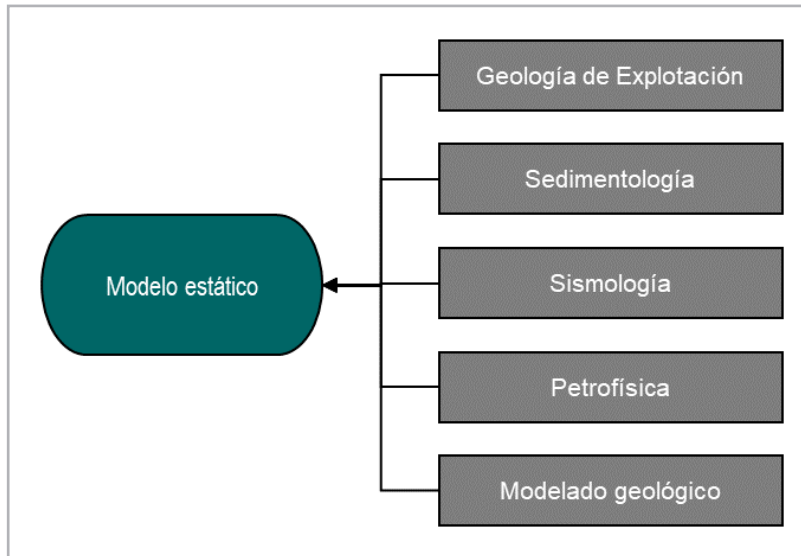 Geología de Explotación
Sedimentología
Modelo estático
Sismología
Petrofísica
Modelado geológico